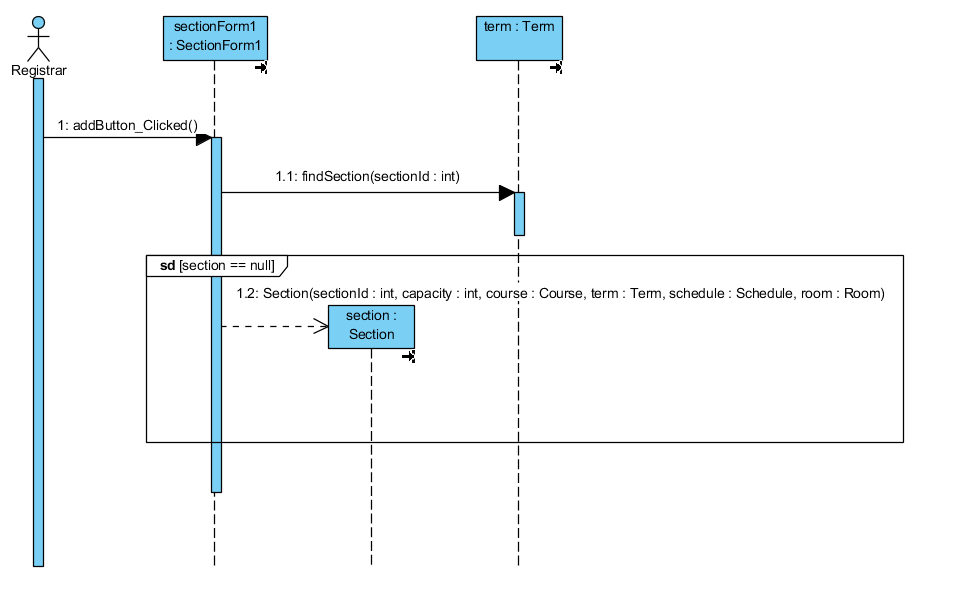 sectionForm1
: SectionForm1
term : Term
Registrar
1: addButton_Clicked()
1.1: findSection(sectionId : int)
sd [section == null]
1.2: Section(sectionId : int, capacity : int, course : Course, term : Term, schedule : Schedule, room : Room)
section :
Section